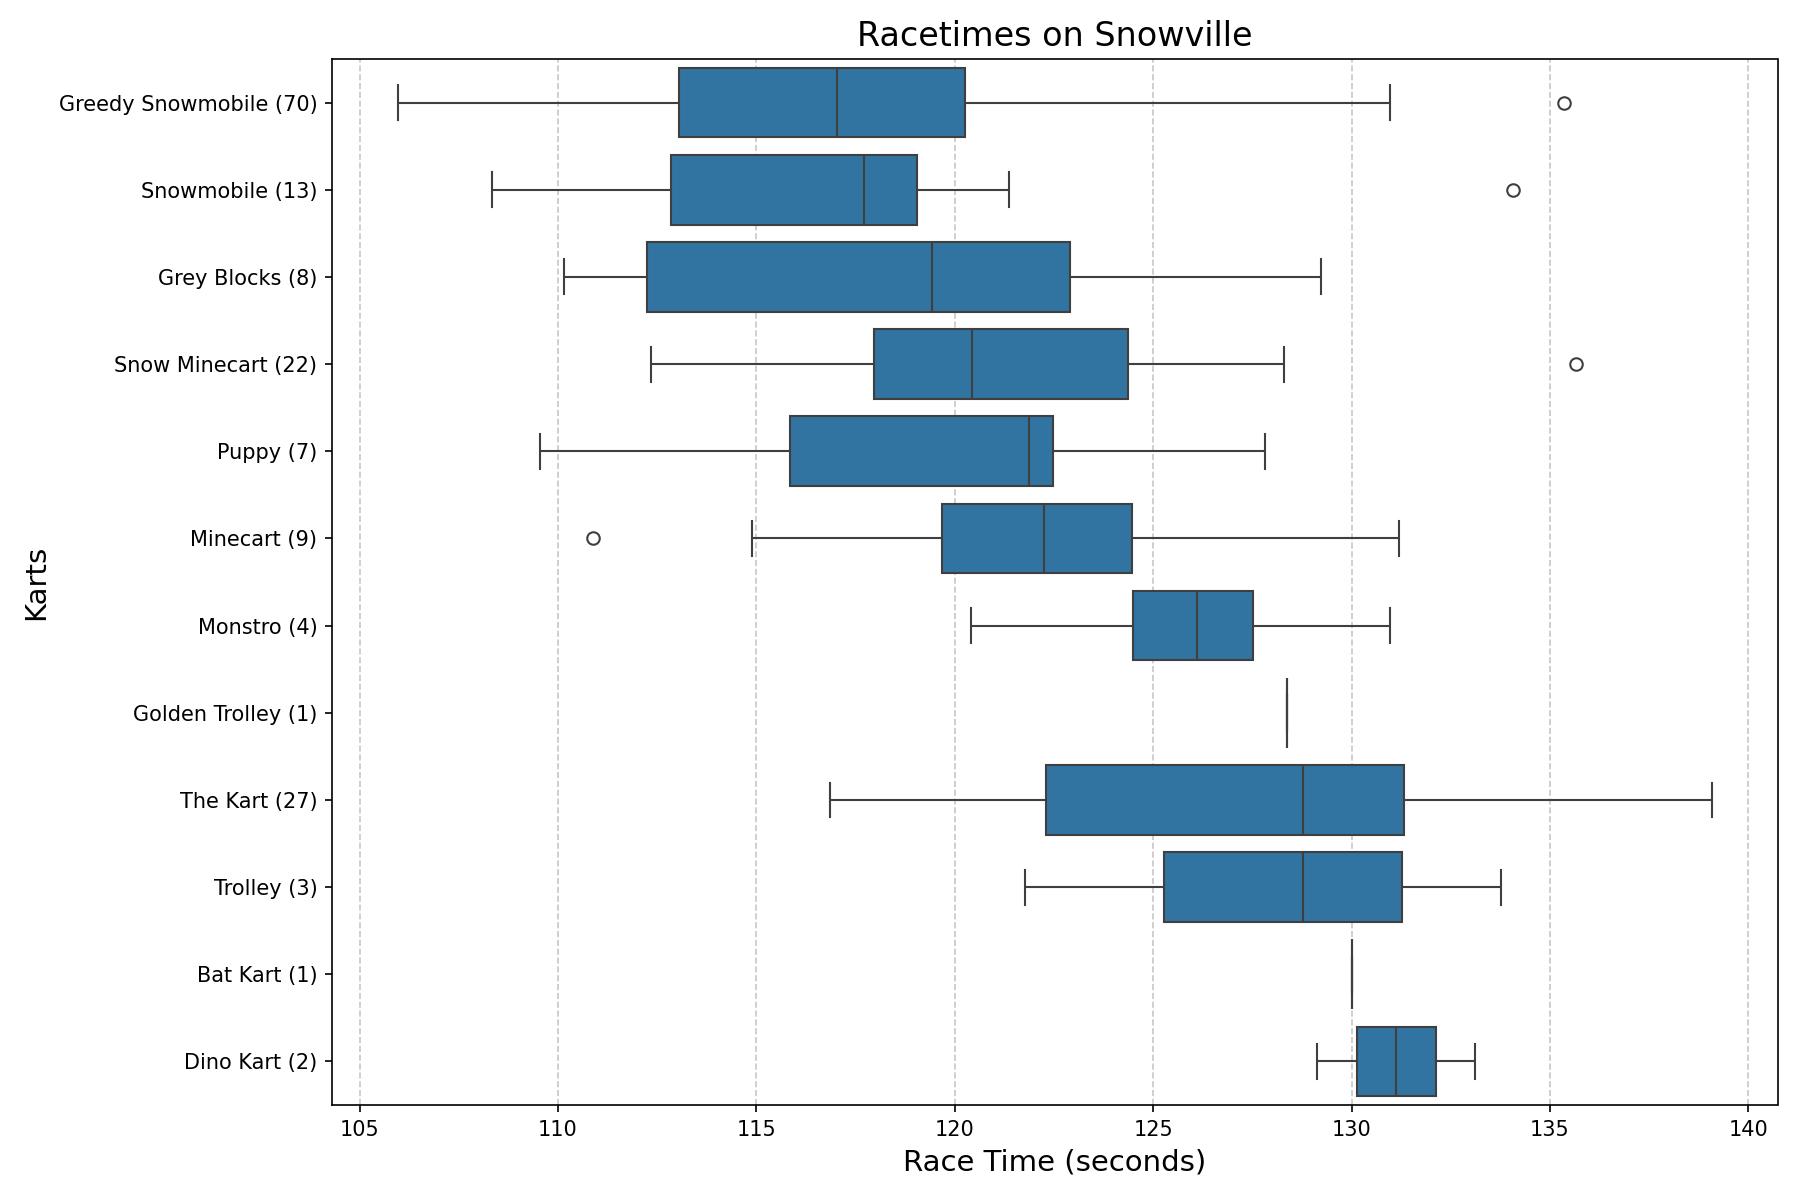 Racetimes on Snowville
Greedy Snowmobile (70)
Snowmobile (13)
Grey Blocks (8)
Snow Minecart (22)
Puppy (7)
Minecart (9)
Monstro (4)
Golden Trolley (1)
The Kart (27)
Trolley (3)
Bat Kart (1)
Dino Kart (2)
Karts
105 110 115 120 125 130 135 140
Race Time (seconds)